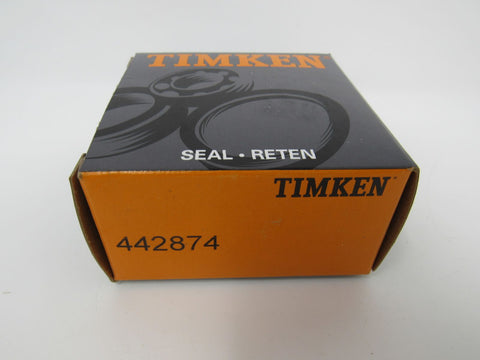 TIMKEN
SEAL • RETEN
TIMKEN
442874